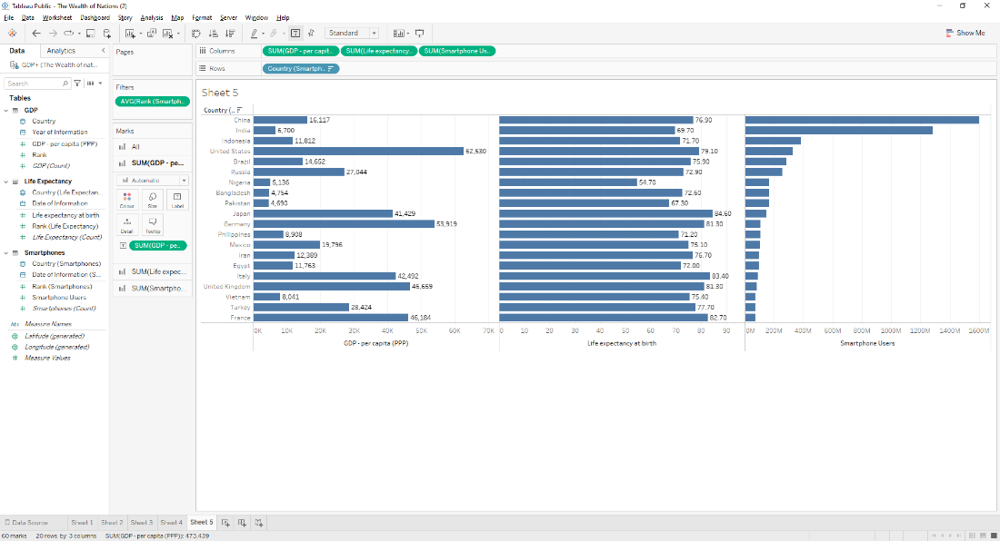 Tableau Public - The Wealth of Nations (2)
File Data Worksheet Dashboard Story Analysis Map Format Server Window Help
Standard
Show Me
Data Analytics
GDP+ (The Wealth of nat...
Search
Tables
GDP
Country
Year of Information
GDP - per capita (PPP)
Rank
GDP (Count)
Life Expectancy
Country (Life Expectan...
Date of Information
Life expectancy at birth
Rank (Life Expectancy)
Life Expectancy (Count)
Smartphones
Country (Smartphones)
Date of Information (S...
Rank (Smartphones)
Smartphone Users
Smartphones (Count)
Abc Measure Names
Latitude (generated)
Longitude (generated)
Measure Values
Pages
Filters
AVG(Rank (Smartph..
Marks
All
SUM(GDP - pe...
Automatic
Colour Size Label
Detail Tooltip
SUM(GDP - pe..
SUM(Life expec...
SUM(Smartpho...
Columns SUM(GDP - per capit.. SUM(Life expectancy.. SUM(Smartphone Us..
Rows Country (Smartph..
Sheet 5
Country (..
China 16,117 76.90
India 6,700 69.70
Indonesia 11,812 71.70
United States 62,530 79.10
Brazil 14,652 75.90
Russia 27,044 72.90
Nigeria 5,136 54.70
Bangladesh 4,754 72.60
Pakistan 4,690 67.30
Japan 41,429 84.60
Germany 53,919 81.30
Philippines 8,908 71.20
Mexico 19,796 75.10
Iran 12,389 76.70
Egypt 11,763 72.00
Italy 42,492 83.40
United Kingdom 46,659 81.30
Vietnam 8,041 75.40
Turkey 28,424 77.70
France 46,184 82.70
0K 10K 20K 30K 40K 50K 60K 70K 0 10 20 30 40 50 60 70 80 90 0M 200M 400M 600M 800M 1000M 1200M 1400M 1600M
GDP - per capita (PPP) Life expectancy at birth Smartphone Users
Data Source Sheet 1 Sheet 2 Sheet 3 Sheet 4 Sheet 5
60 marks 20 rows by 3 columns SUM(GDP - per capita (PPP)): 473,439